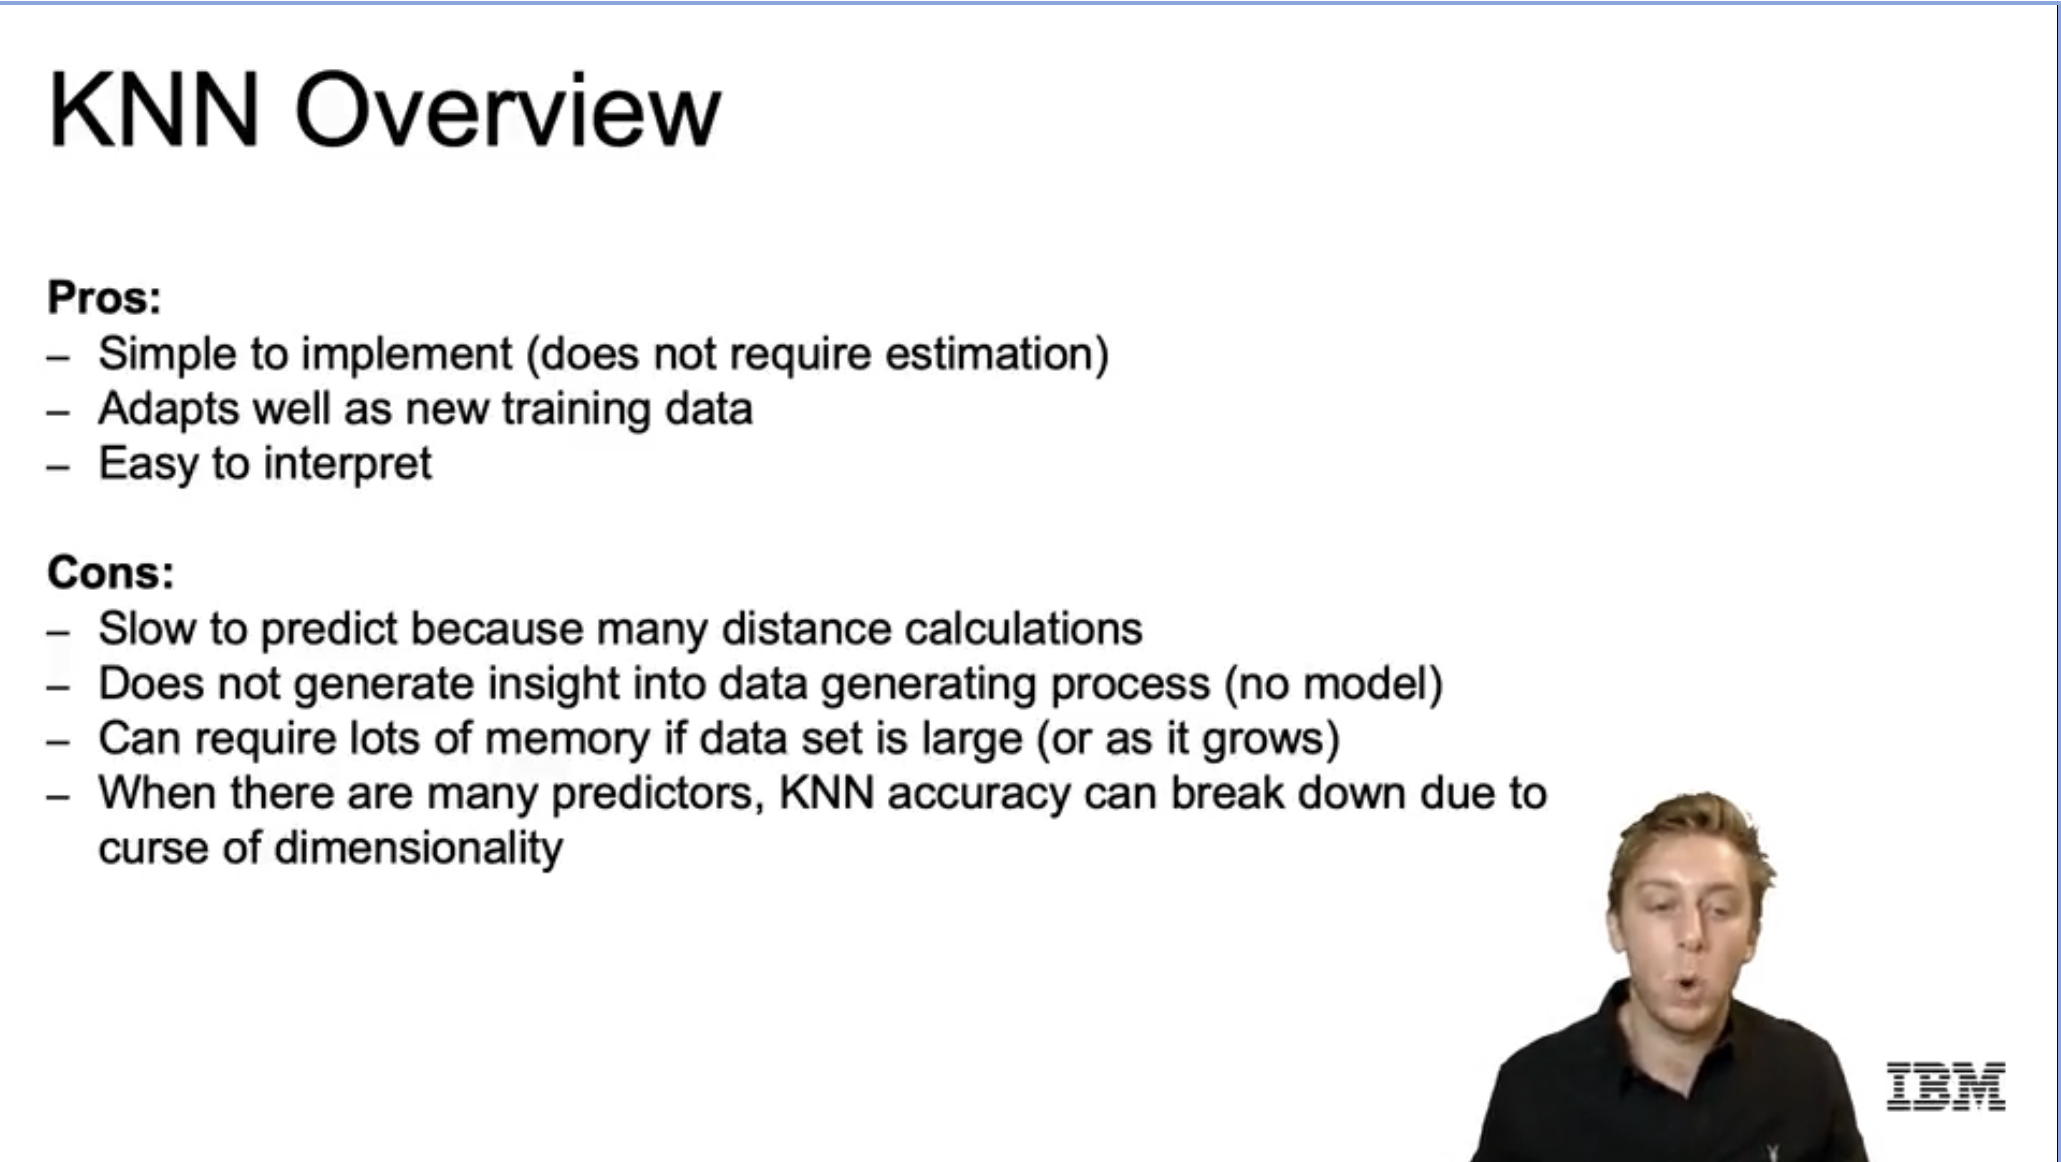 KNN Overview
Pros:
– Simple to implement (does not require estimation)
– Adapts well as new training data
– Easy to interpret
Cons:
– Slow to predict because many distance calculations
– Does not generate insight into data generating process (no model)
– Can require lots of memory if data set is large (or as it grows)
– When there are many predictors, KNN accuracy can break down due to
curse of dimensionality
IBM